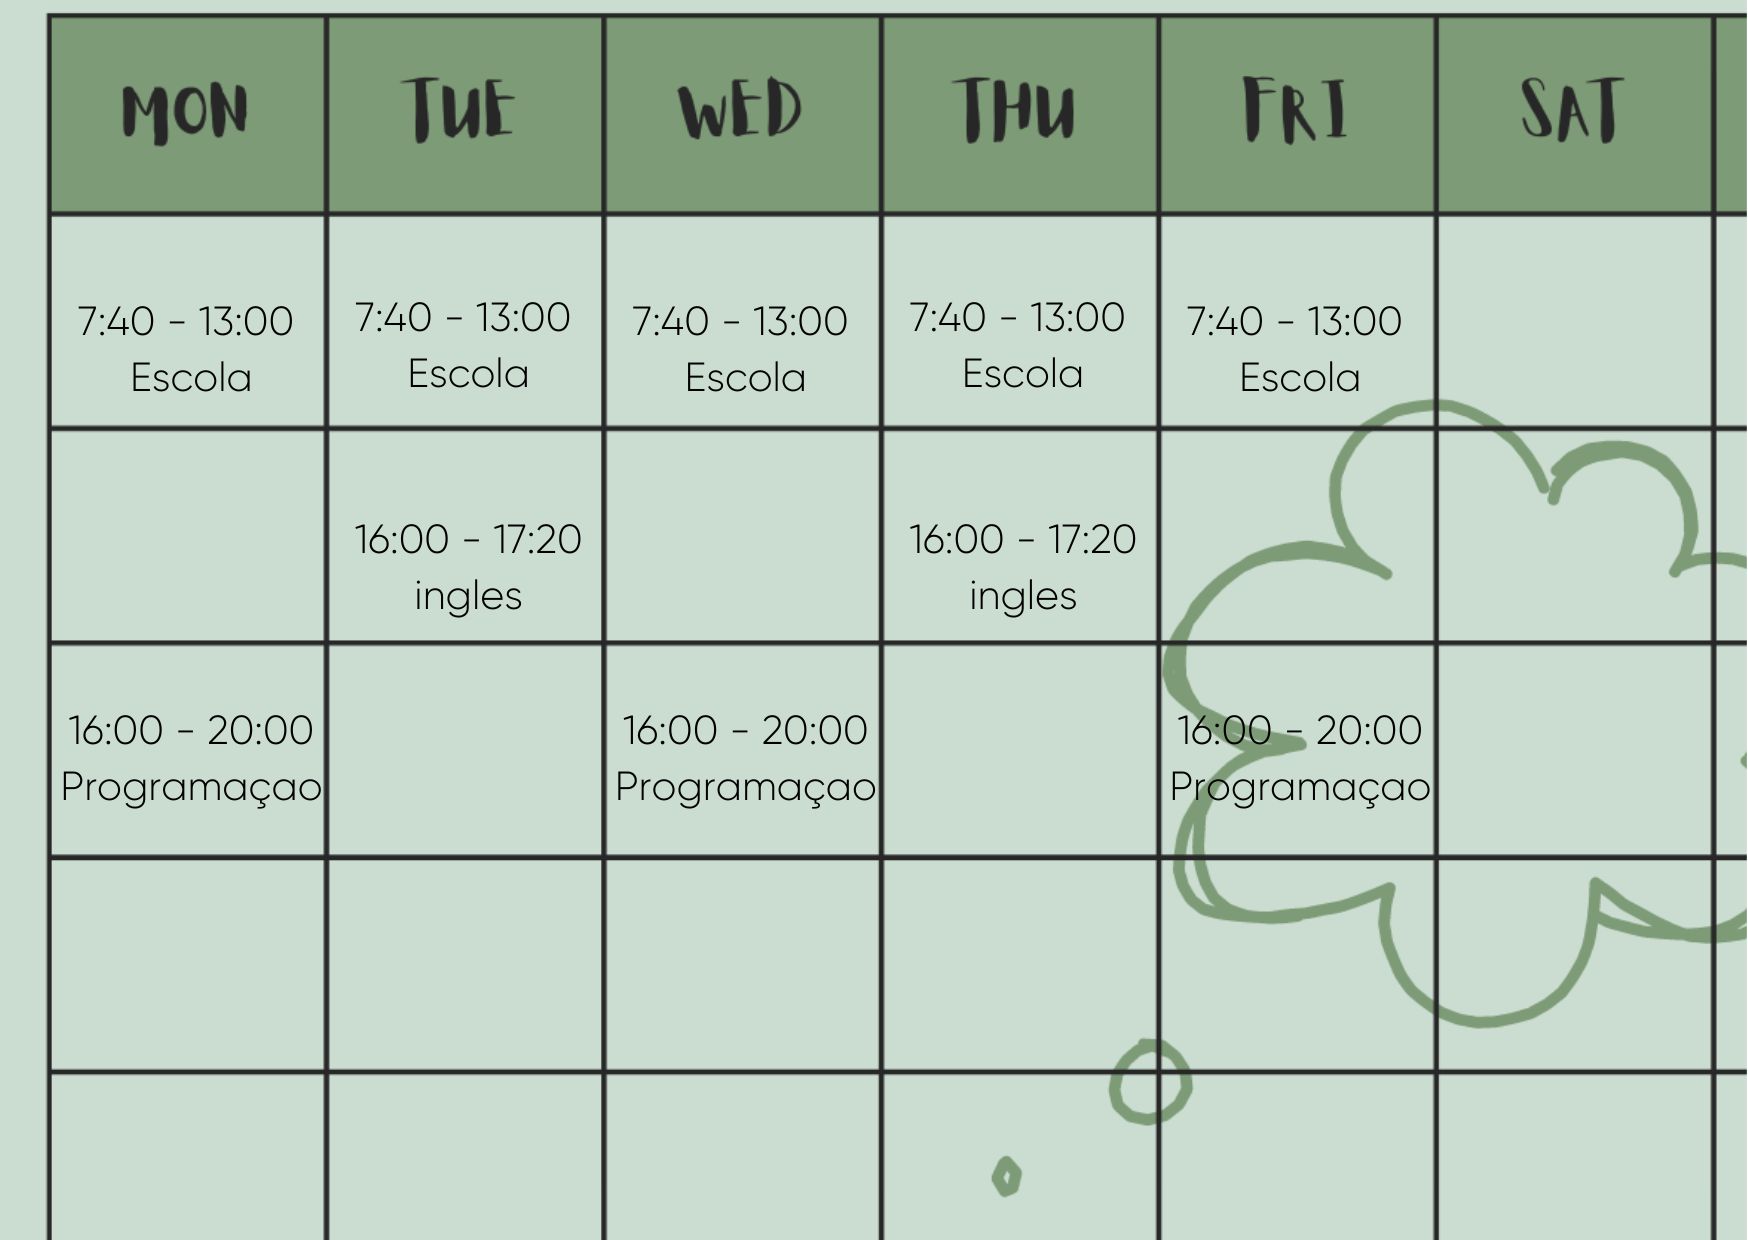 MON TUE WED THU FRI SAT
7:40 - 13:00 7:40 - 13:00 7:40 - 13:00 7:40 - 13:00 7:40 - 13:00
Escola Escola Escola Escola Escola
16:00 - 17:20 16:00 - 17:20
ingles ingles
16:00 - 20:00 16:00 - 20:00 16:00 - 20:00
Programaçao Programaçao Programaçao